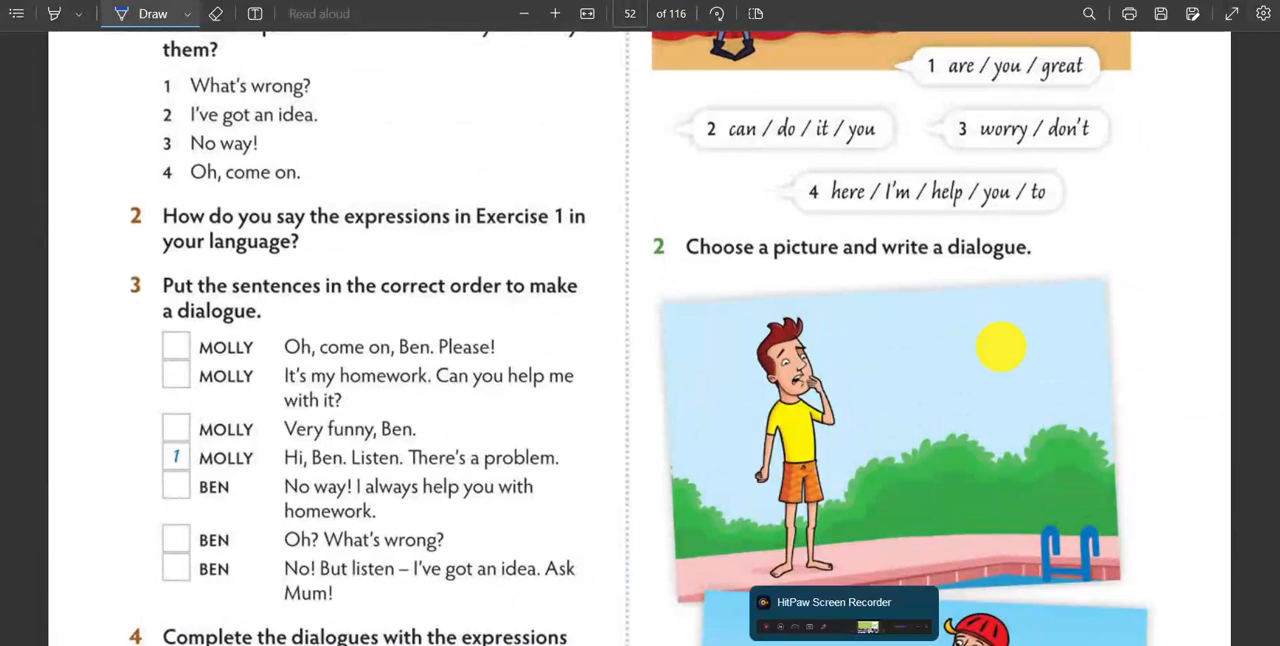 Draw
Read aloud
52
of 116
them?
1 What's wrong?
2 I've got an idea.
3 No way!
4 Oh, come on.
2 How do you say the expressions in Exercise 1 in
your language?
3 Put the sentences in the correct order to make
a dialogue.
MOLLY Oh, come on, Ben. Please!
MOLLY It's my homework. Can you help me
with it?
MOLLY Very funny, Ben.
1 MOLLY Hi, Ben. Listen. There's a problem.
BEN No way! I always help you with
homework.
BEN Oh? What's wrong?
BEN No! But listen – I've got an idea. Ask
Mum!
4 Complete the dialogues with the expressions
1 are / you / great
2 can / do / it / you
3 worry / don't
4 here / I'm / help / you / to
2 Choose a picture and write a dialogue.
HitPaw Screen Recorder